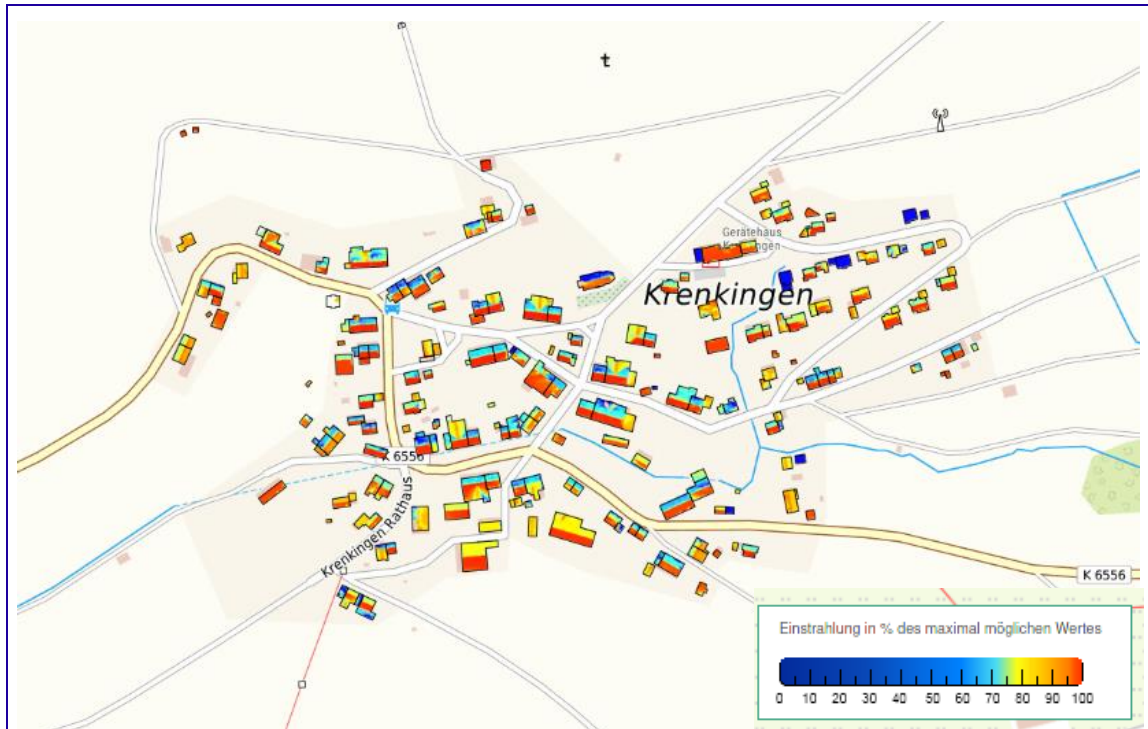 t
Gerätehaus
Krenkingen
K 6556
Krenkingen Rathaus
K 6556
Einstrahlung in % des maximal möglichen Wertes
0 10 20 30 40 50 60 70 80 90 100